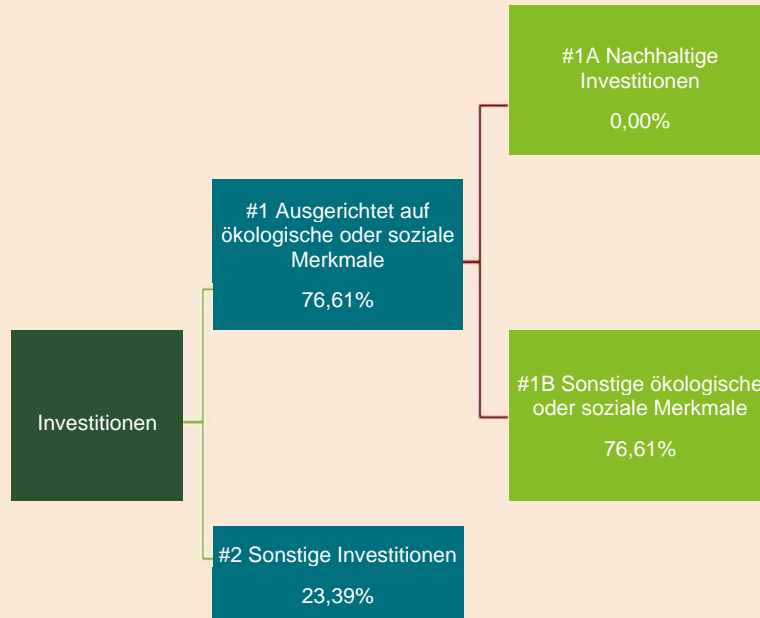 #1A Nachhaltige
Investitionen
0,00%
#1 Ausgerichtet auf
ökologische oder soziale
Merkmale
76,61%
Investitionen
#1B Sonstige ökologische
oder soziale Merkmale
76,61%
#2 Sonstige Investitionen
23,39%